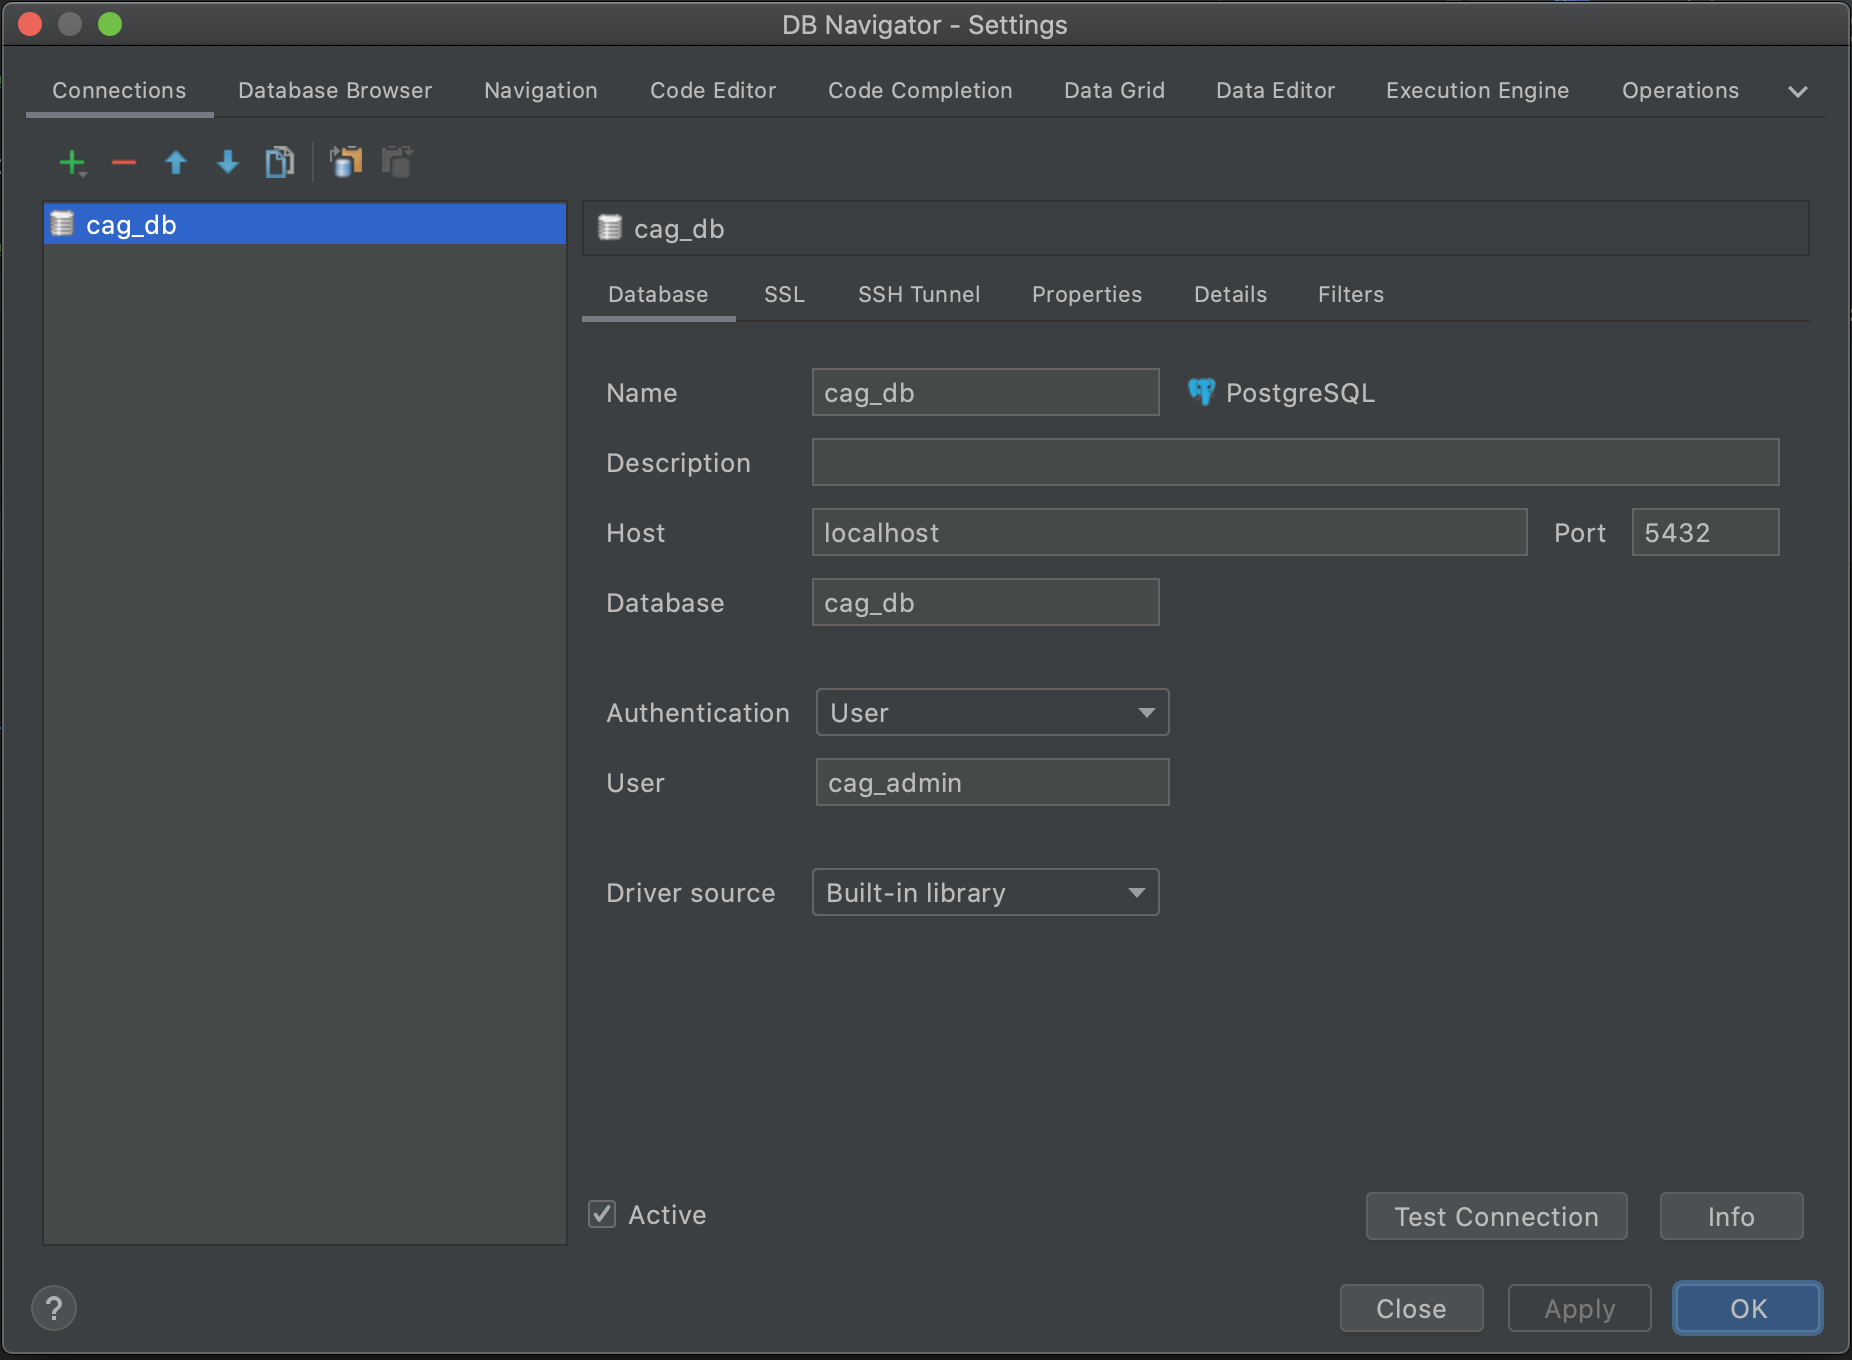 DB Navigator - Settings
Connections Database Browser Navigation Code Editor Code Completion Data Grid Data Editor Execution Engine Operations
cag_db
cag_db
Database SSL SSH Tunnel Properties Details Filters
Name cag_db PostgreSQL
Description
Host localhost Port 5432
Database cag_db
Authentication User
User cag_admin
Driver source Built-in library
Active Test Connection Info
? Close Apply OK